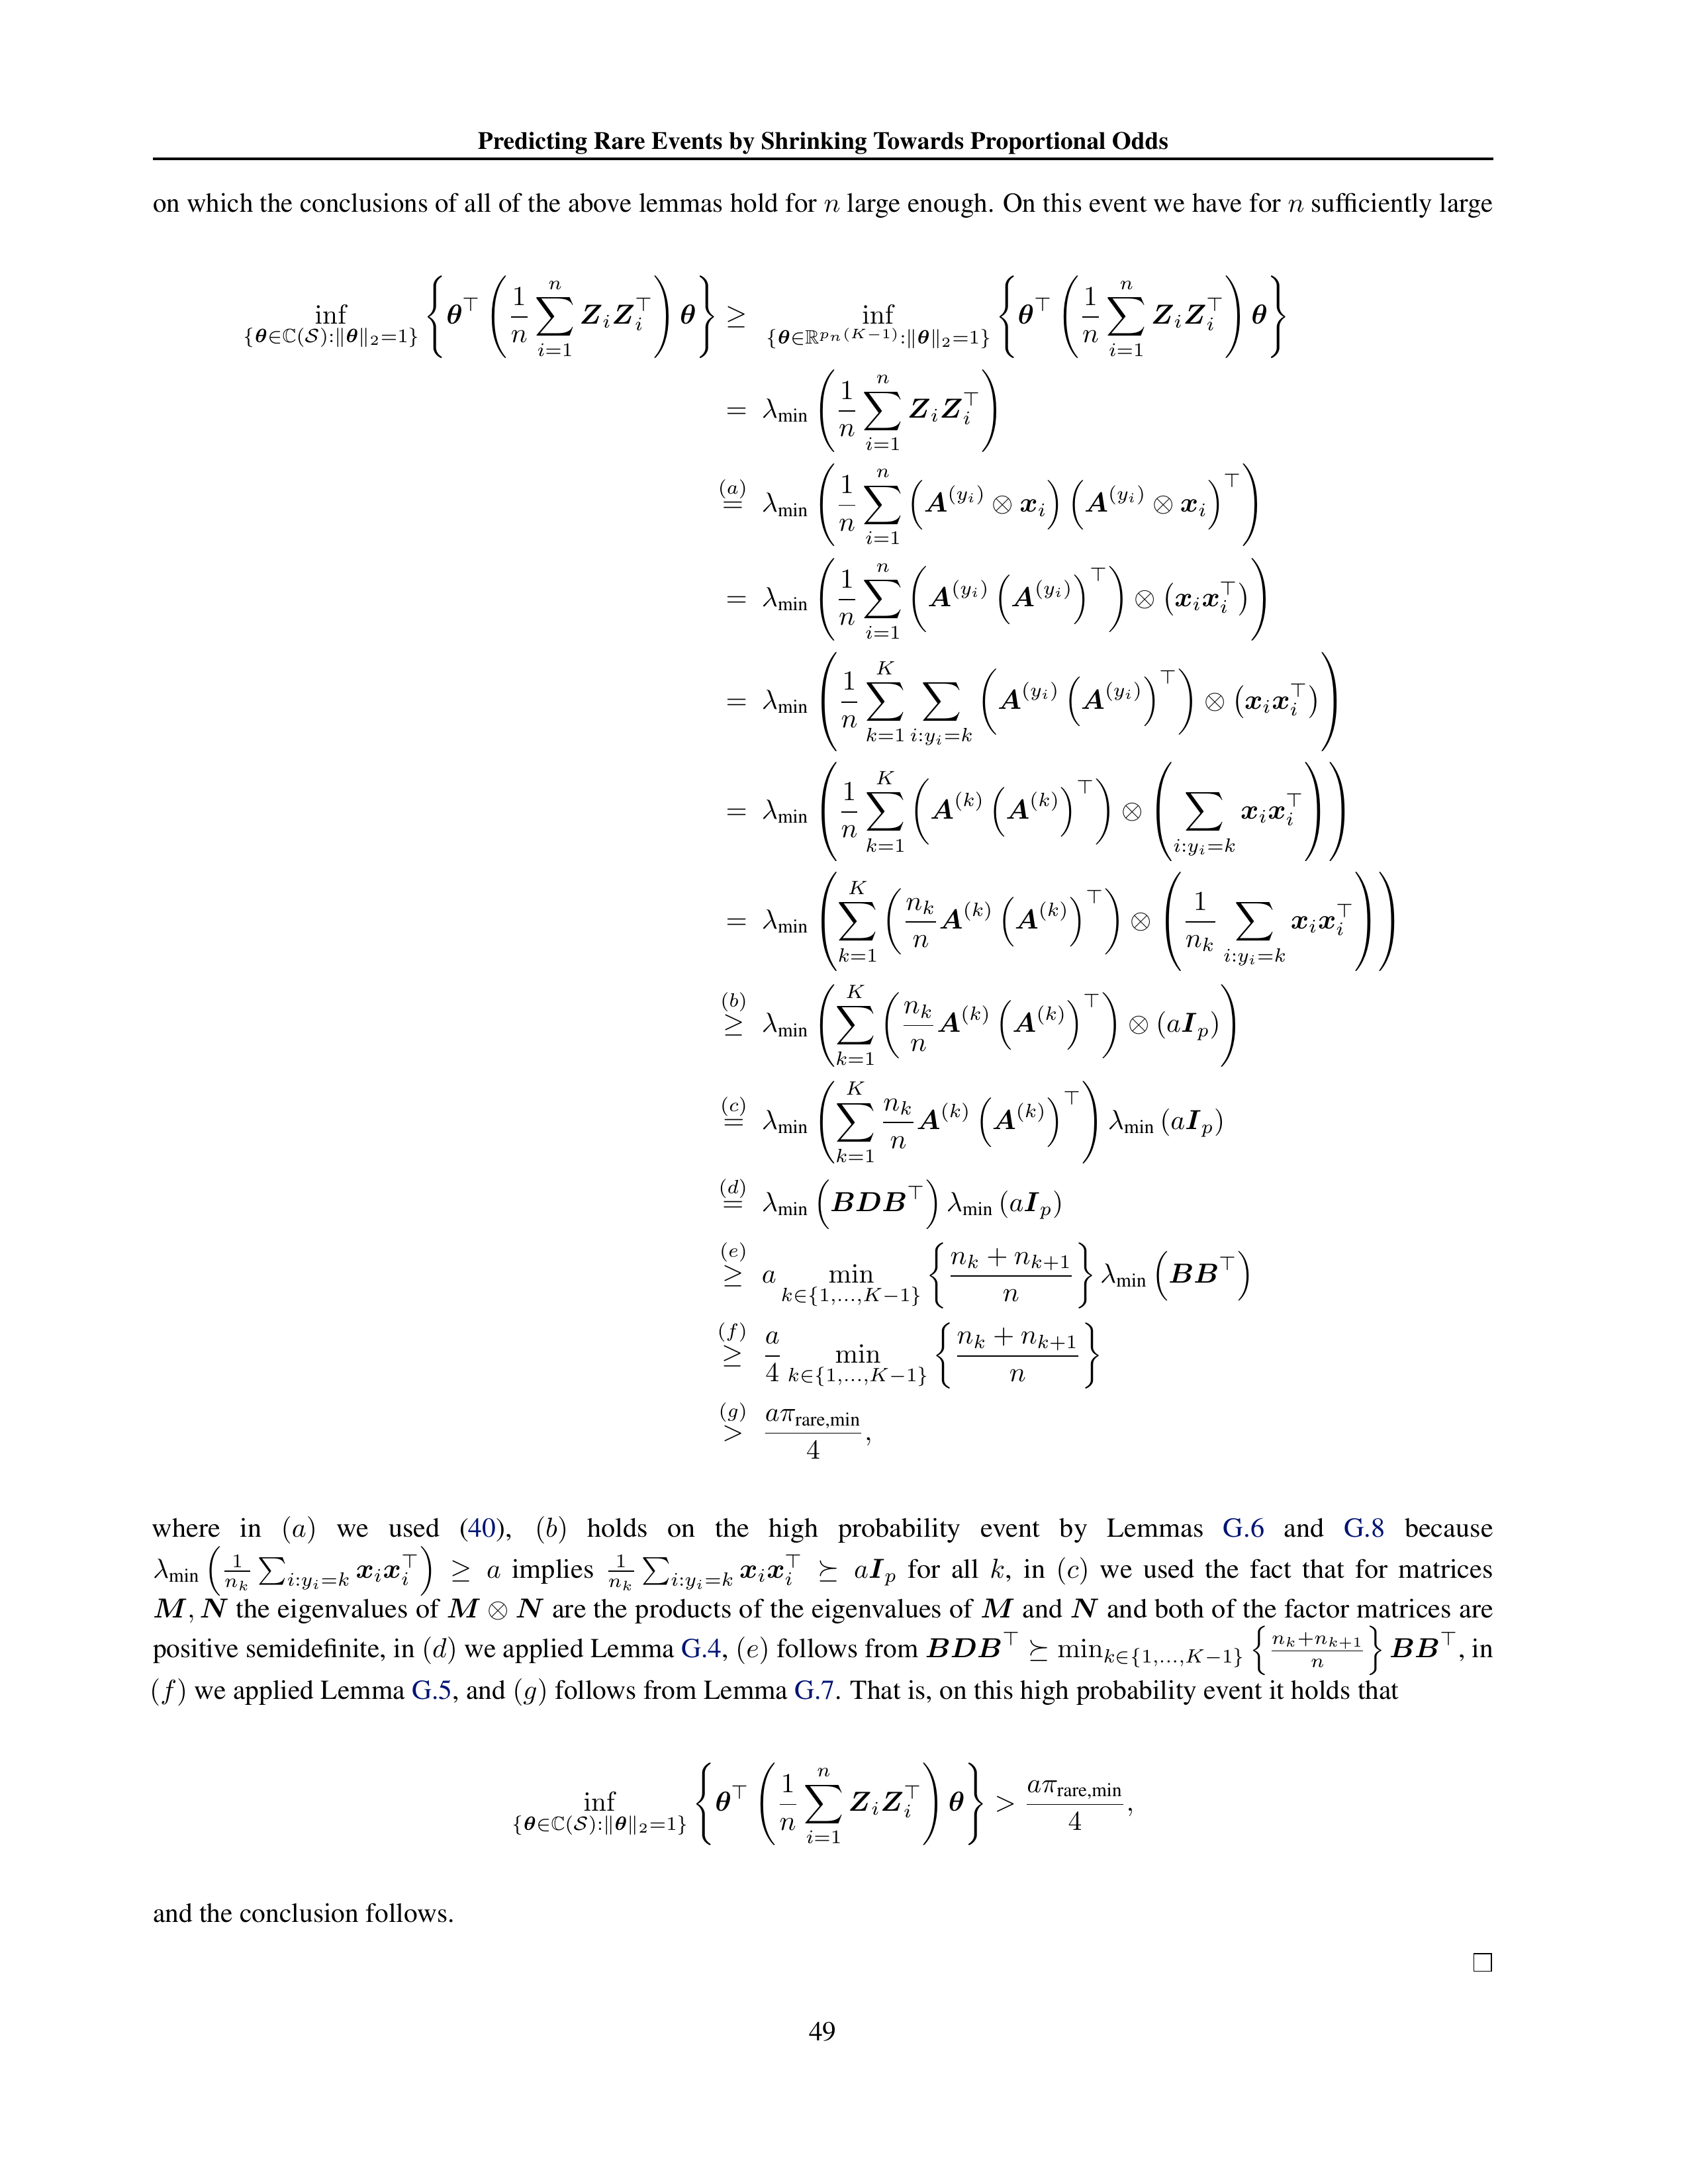 Predicting Rare Events by Shrinking Towards Proportional Odds
on which the conclusions of all of the above lemmas hold for n large enough. On this event we have for n sufficiently large
$\inf_{\{\boldsymbol{\theta} \in \mathbb{C}(\mathcal{S}) : \|\boldsymbol{\theta}\|_2 = 1\}} \left\{ \boldsymbol{\theta}^\top \left( \frac{1}{n} \sum_{i=1}^n \boldsymbol{Z}_i \boldsymbol{Z}_i^\top \right) \boldsymbol{\theta} \right\} \geq \inf_{\{\boldsymbol{\theta} \in \mathbb{R}^{p_n(K-1)} : \|\boldsymbol{\theta}\|_2 = 1\}} \left\{ \boldsymbol{\theta}^\top \left( \frac{1}{n} \sum_{i=1}^n \boldsymbol{Z}_i \boldsymbol{Z}_i^\top \right) \boldsymbol{\theta} \right\}$
$= \lambda_{\text{min}} \left( \frac{1}{n} \sum_{i=1}^n \boldsymbol{Z}_i \boldsymbol{Z}_i^\top \right)$
$\overset{(a)}{=} \lambda_{\text{min}} \left( \frac{1}{n} \sum_{i=1}^n \left( \boldsymbol{A}^{(y_i)} \otimes \boldsymbol{x}_i \right) \left( \boldsymbol{A}^{(y_i)} \otimes \boldsymbol{x}_i \right)^\top \right)$
$= \lambda_{\text{min}} \left( \frac{1}{n} \sum_{i=1}^n \left( \boldsymbol{A}^{(y_i)} \left( \boldsymbol{A}^{(y_i)} \right)^\top \right) \otimes \left( \boldsymbol{x}_i \boldsymbol{x}_i^\top \right) \right)$
$= \lambda_{\text{min}} \left( \frac{1}{n} \sum_{k=1}^K \sum_{i:y_i=k} \left( \boldsymbol{A}^{(y_i)} \left( \boldsymbol{A}^{(y_i)} \right)^\top \right) \otimes \left( \boldsymbol{x}_i \boldsymbol{x}_i^\top \right) \right)$
$= \lambda_{\text{min}} \left( \frac{1}{n} \sum_{k=1}^K \left( \boldsymbol{A}^{(k)} \left( \boldsymbol{A}^{(k)} \right)^\top \right) \otimes \left( \sum_{i:y_i=k} \boldsymbol{x}_i \boldsymbol{x}_i^\top \right) \right)$
$= \lambda_{\text{min}} \left( \sum_{k=1}^K \left( \frac{n_k}{n} \boldsymbol{A}^{(k)} \left( \boldsymbol{A}^{(k)} \right)^\top \right) \otimes \left( \frac{1}{n_k} \sum_{i:y_i=k} \boldsymbol{x}_i \boldsymbol{x}_i^\top \right) \right)$
$\overset{(b)}{\geq} \lambda_{\text{min}} \left( \sum_{k=1}^K \left( \frac{n_k}{n} \boldsymbol{A}^{(k)} \left( \boldsymbol{A}^{(k)} \right)^\top \right) \otimes (a \boldsymbol{I}_p) \right)$
$\overset{(c)}{=} \lambda_{\text{min}} \left( \sum_{k=1}^K \frac{n_k}{n} \boldsymbol{A}^{(k)} \left( \boldsymbol{A}^{(k)} \right)^\top \right) \lambda_{\text{min}} (a \boldsymbol{I}_p)$
$\overset{(d)}{=} \lambda_{\text{min}} \left( \boldsymbol{B} \boldsymbol{D} \boldsymbol{B}^\top \right) \lambda_{\text{min}} (a \boldsymbol{I}_p)$
$\overset{(e)}{\geq} a \min_{k \in \{1,\ldots,K-1\}} \left\{ \frac{n_k + n_{k+1}}{n} \right\} \lambda_{\text{min}} \left( \boldsymbol{B} \boldsymbol{B}^\top \right)$
$\overset{(f)}{\geq} \frac{a}{4} \min_{k \in \{1,\ldots,K-1\}} \left\{ \frac{n_k + n_{k+1}}{n} \right\}$
$\overset{(g)}{>} \frac{a \pi_{\text{rare,min}}}{4},$
where in (a) we used (40), (b) holds on the high probability event by Lemmas G.6 and G.8 because
$\lambda_{\text{min}} \left( \frac{1}{n_k} \sum_{i:y_i=k} \boldsymbol{x}_i \boldsymbol{x}_i^\top \right) \geq a$ implies $\frac{1}{n_k} \sum_{i:y_i=k} \boldsymbol{x}_i \boldsymbol{x}_i^\top \succeq a \boldsymbol{I}_p$ for all k, in (c) we used the fact that for matrices
$\boldsymbol{M}, \boldsymbol{N}$ the eigenvalues of $\boldsymbol{M} \otimes \boldsymbol{N}$ are the products of the eigenvalues of $\boldsymbol{M}$ and $\boldsymbol{N}$ and both of the factor matrices are
positive semidefinite, in (d) we applied Lemma G.4, (e) follows from $\boldsymbol{B} \boldsymbol{D} \boldsymbol{B}^\top \succeq \min_{k \in \{1,\ldots,K-1\}} \left\{ \frac{n_k + n_{k+1}}{n} \right\} \boldsymbol{B} \boldsymbol{B}^\top$, in
(f) we applied Lemma G.5, and (g) follows from Lemma G.7. That is, on this high probability event it holds that
$\inf_{\{\boldsymbol{\theta} \in \mathbb{C}(\mathcal{S}) : \|\boldsymbol{\theta}\|_2 = 1\}} \left\{ \boldsymbol{\theta}^\top \left( \frac{1}{n} \sum_{i=1}^n \boldsymbol{Z}_i \boldsymbol{Z}_i^\top \right) \boldsymbol{\theta} \right\} > \frac{a \pi_{\text{rare,min}}}{4},$
and the conclusion follows.
□
49